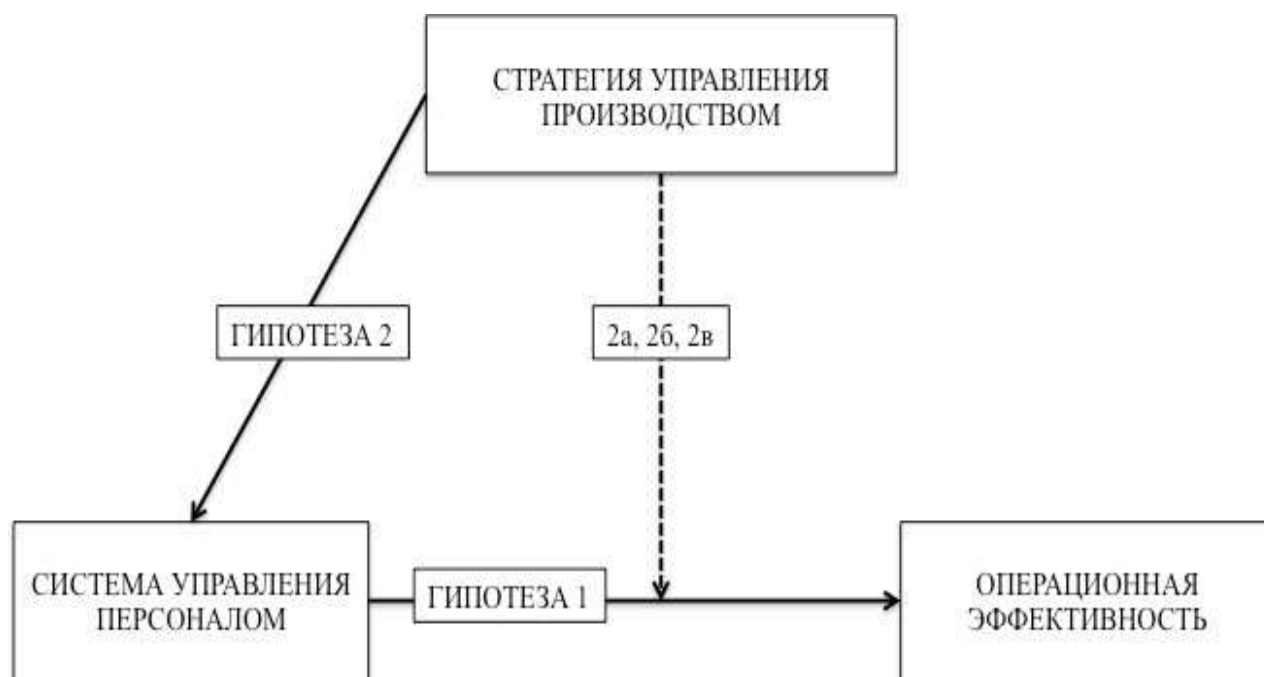 СТРАТЕГИЯ УПРАВЛЕНИЯ
ПРОИЗВОДСТВОМ
ГИПОТЕЗА 2
2а, 2б, 2в
СИСТЕМА УПРАВЛЕНИЯ
ПЕРСОНАЛОМ
ГИПОТЕЗА 1
ОПЕРАЦИОННАЯ
ЭФФЕКТИВНОСТЬ